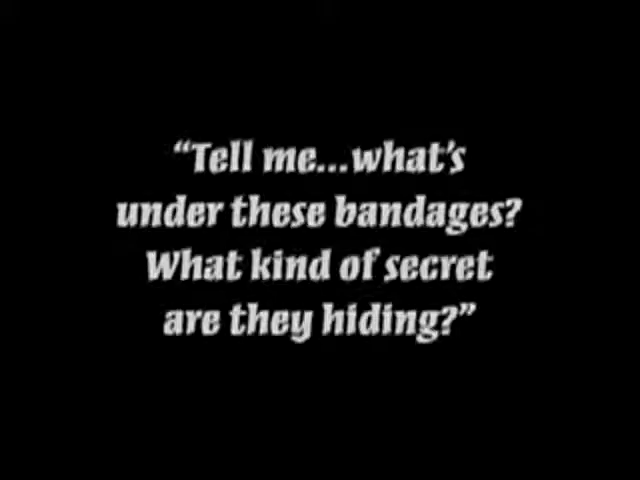 “Tell me...what’s
under these bandages?
What kind of secret
are they hiding?”